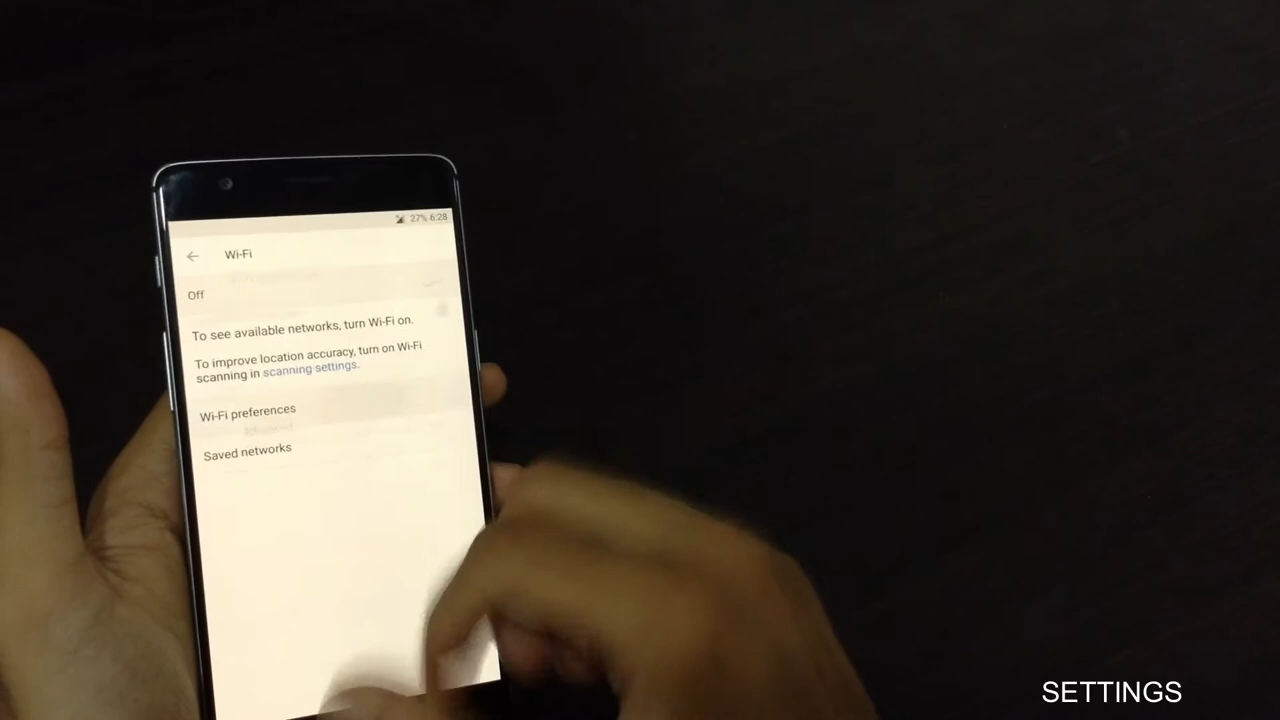 27% 6:28
Wi-Fi
Off
To see available networks, turn Wi-Fi on.
To improve location accuracy, turn on Wi-Fi
scanning in scanning settings.
Wi-Fi preferences
Saved networks
SETTINGS